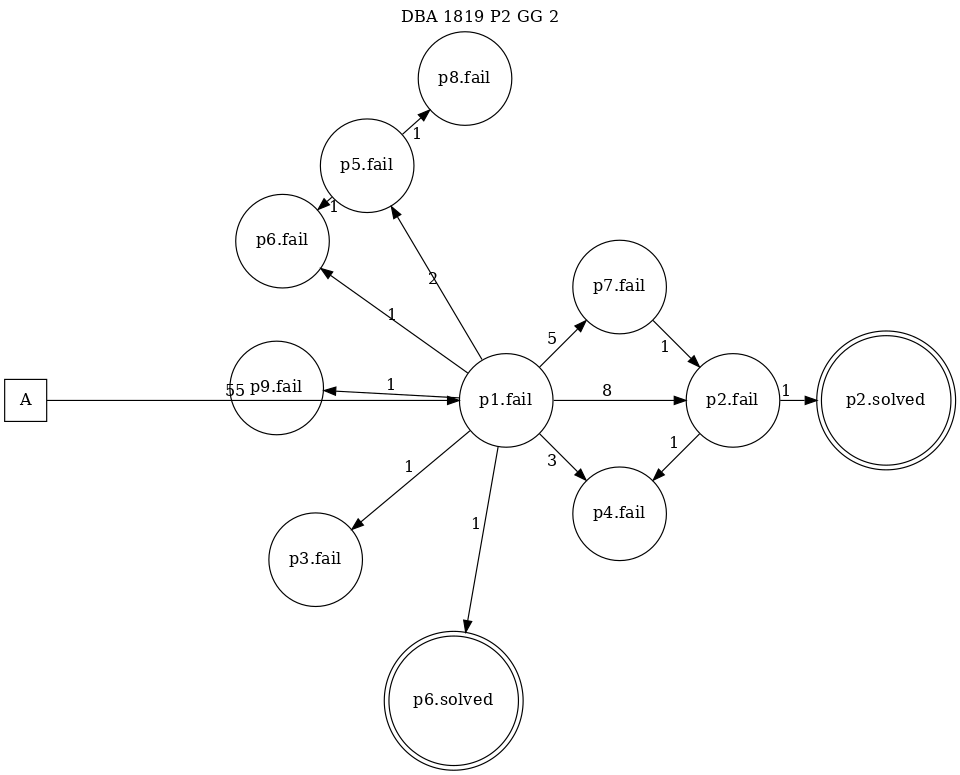 DBA 1819 P2 GG 2
p8.fail
1
p5.fail
1
p6.fail
2
p7.fail
1
5
1
p9.fail
1
55
A
p1.fail
8
p2.fail
1
p2.solved
1
3
1
p4.fail
1
p3.fail
p6.solved